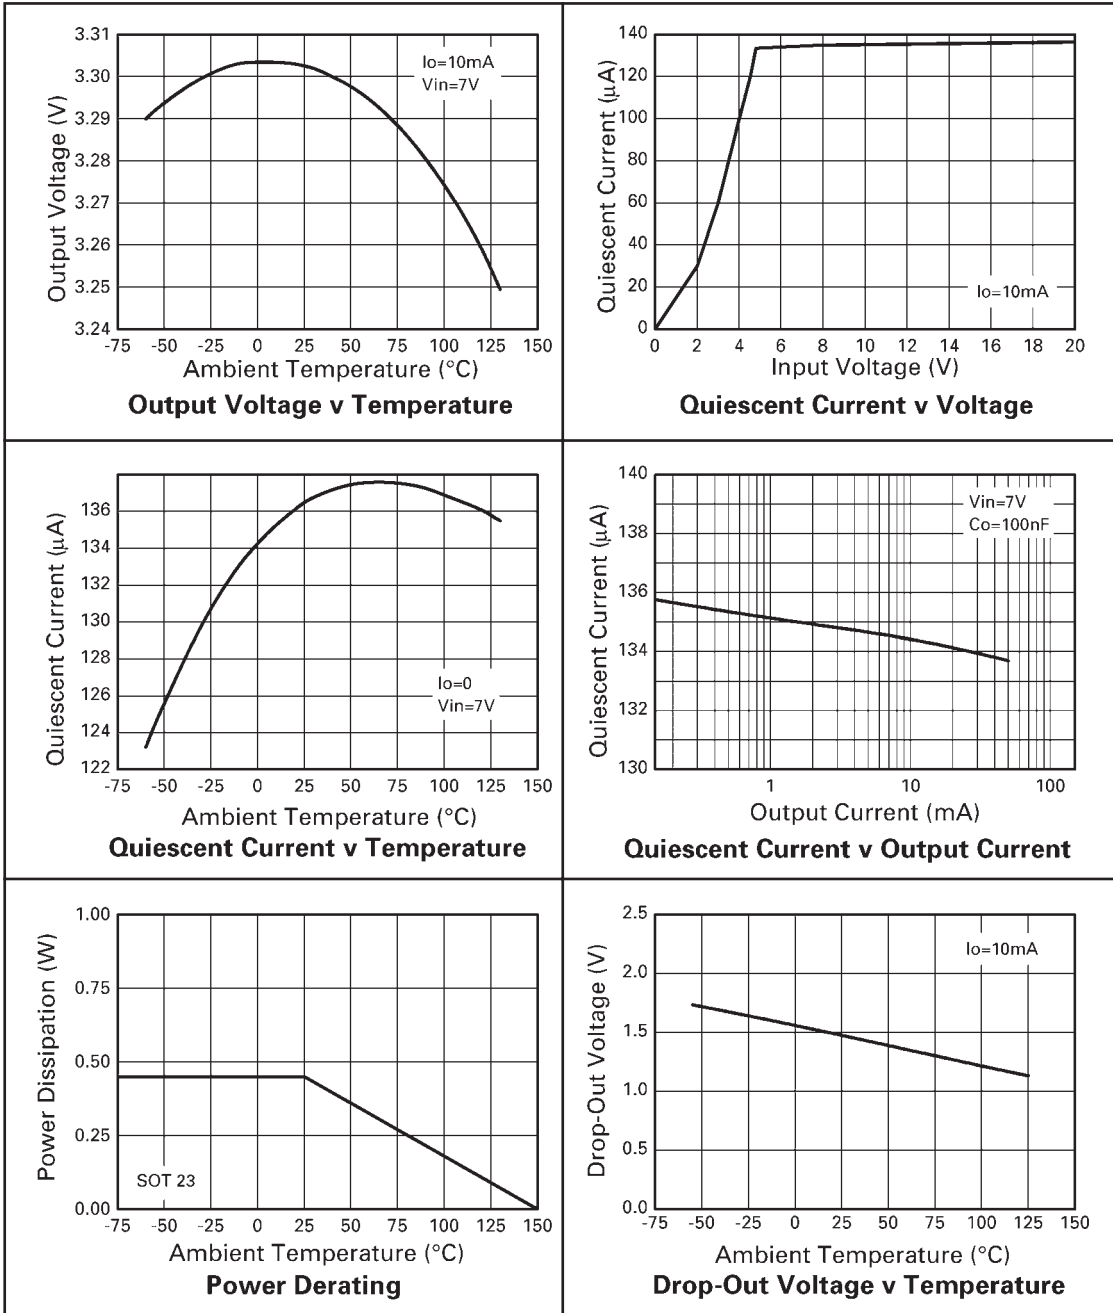 3.31
3.30
3.29
3.28
3.27
3.26
3.25
3.24
Output Voltage (V)
Io=10mA
Vin=7V
-75 -50 -25 0 25 50 75 100 125 150
Ambient Temperature (°C)
Output Voltage v Temperature
140
120
100
80
60
40
20
0
Quiescent Current (µA)
Io=10mA
0 2 4 6 8 10 12 14 16 18 20
Input Voltage (V)
Quiescent Current v Voltage
136
134
132
130
128
126
124
122
Quiescent Current (µA)
Io=0
Vin=7V
-75 -50 -25 0 25 50 75 100 125 150
Ambient Temperature (°C)
Quiescent Current v Temperature
140
138
136
134
132
130
Quiescent Current (µA)
Vin=7V
Co=100nF
1 10 100
Output Current (mA)
Quiescent Current v Output Current
1.00
0.75
0.50
0.25
0.00
Power Dissipation (W)
SOT 23
-75 -50 -25 0 25 50 75 100 125 150
Ambient Temperature (°C)
Power Derating
2.5
2.0
1.5
1.0
0.5
0.0
Drop-Out Voltage (V)
Io=10mA
-75 -50 -25 0 25 50 75 100 125 150
Ambient Temperature (°C)
Drop-Out Voltage v Temperature